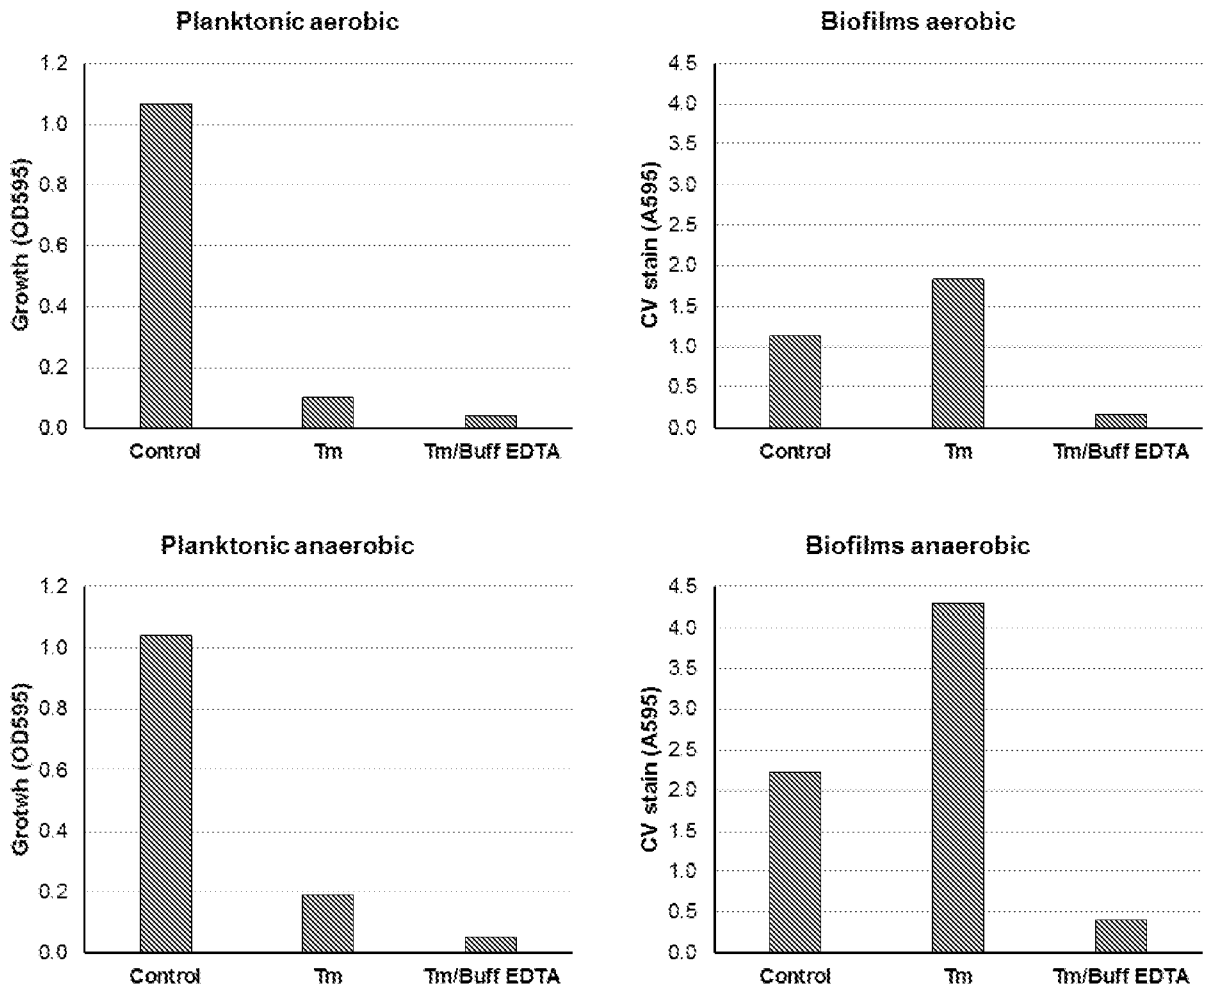 Planktonic aerobic
Growth (OD595)
1.2
1.0
0.8
0.6
0.4
0.2
0.0
Control Tm Tm/Buff EDTA
Biofilms aerobic
CV stain (A595)
4.5
4.0
3.5
3.0
2.5
2.0
1.5
1.0
0.5
0.0
Control Tm Tm/Buff EDTA
Planktonic anaerobic
Grotwh (OD595)
1.2
1.0
0.8
0.6
0.4
0.2
0.0
Control Tm Tm/Buff EDTA
Biofilms anaerobic
CV stain (A595)
4.5
4.0
3.5
3.0
2.5
2.0
1.5
1.0
0.5
0.0
Control Tm Tm/Buff EDTA